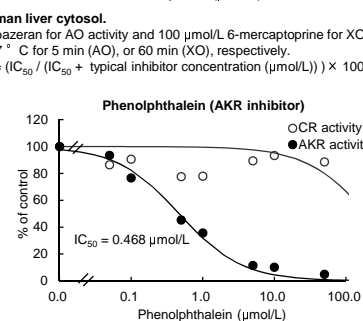 man liver cytosol.
oazeran for AO activity and 100 μmol/L 6-mercaptoprine for XO
° C for 5 min (AO), or 60 min (XO), respectively.
= (IC50 / (IC50 + typical inhibitor concentration (μmol/L)) ) × 100
Phenolphthalein (AKR inhibitor)
CR activity
AKR activit
% of control
120
100
80
60
40
20
0
IC50 = 0.468 μmol/L
0.0 0.1 1.0 10.0 100.0
Phenolphthalein (μmol/L)